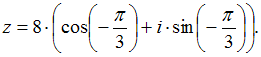 z = 8 · (cos(−π/3) + i · sin(−π/3)).